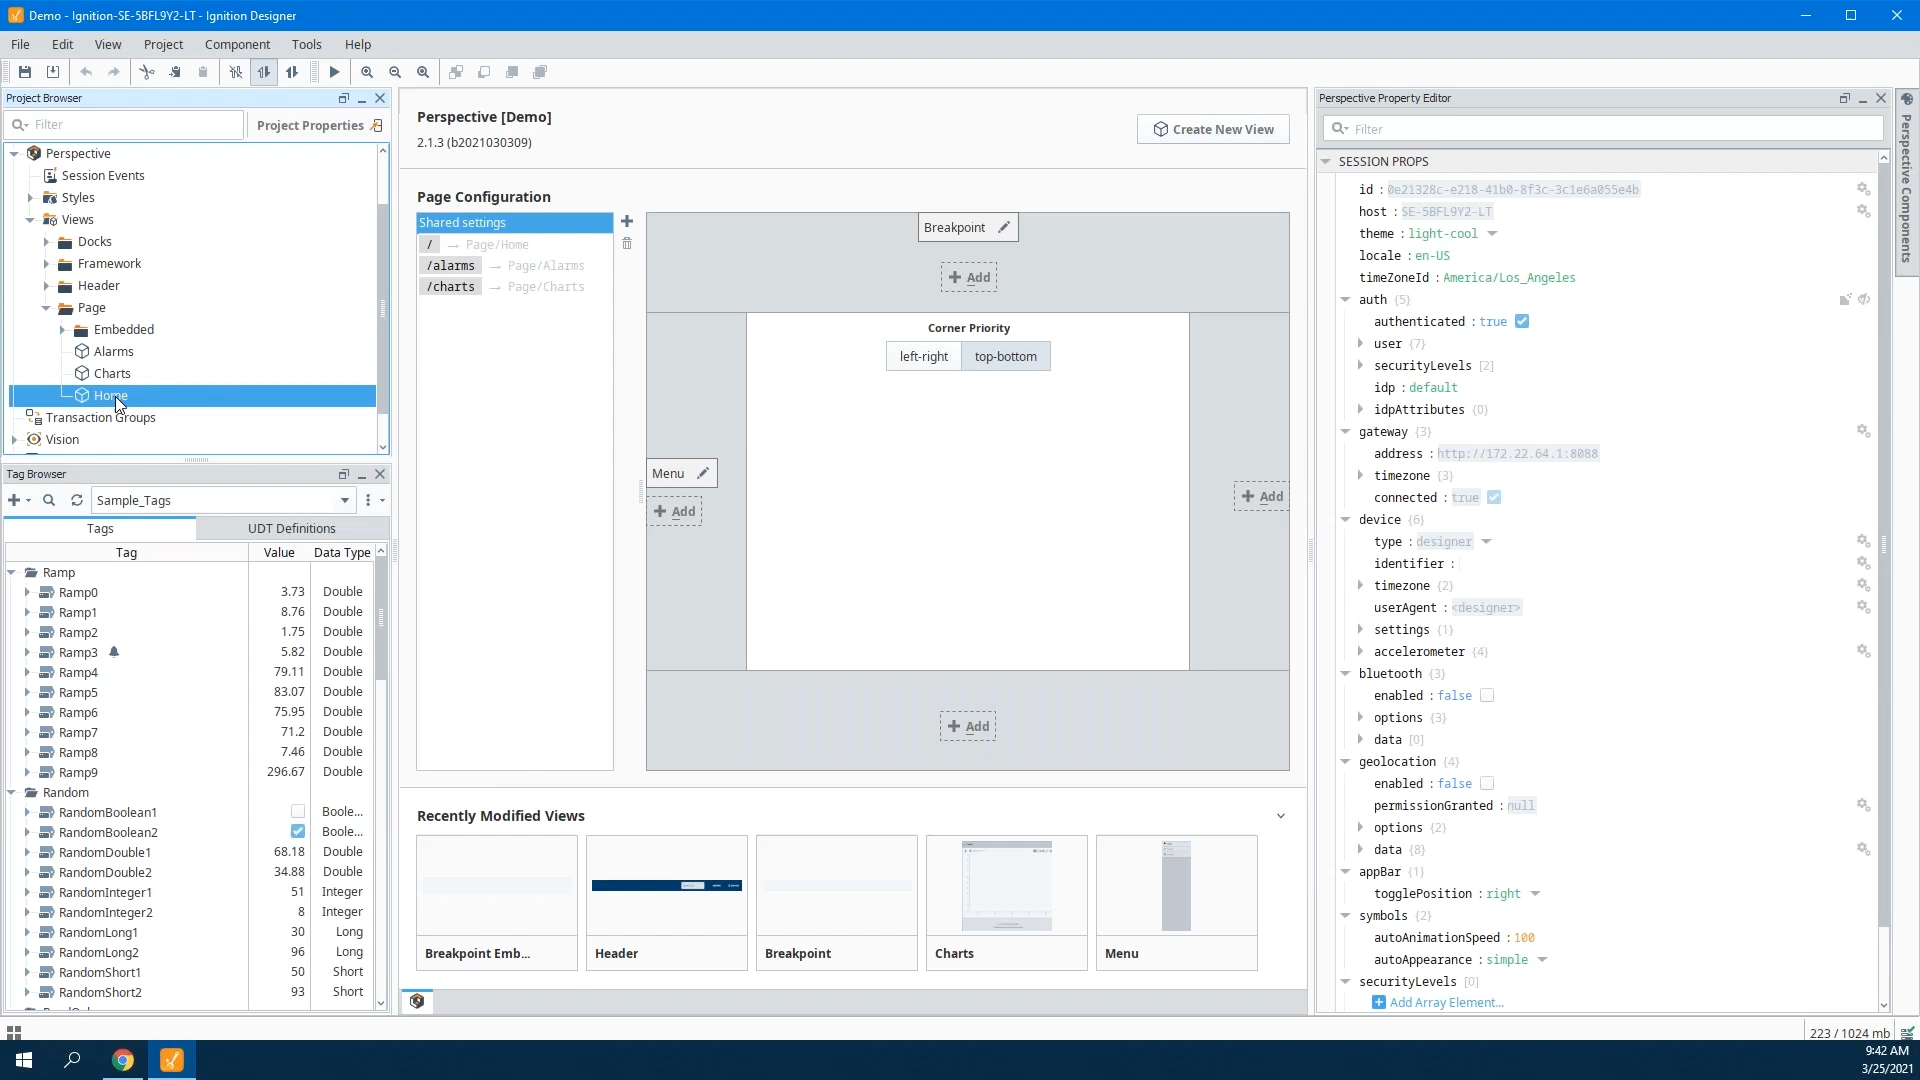 Demo - Ignition-SE-5BFL9Y2-LT - Ignition Designer
File Edit View Project Component Tools Help
Project Browser
Filter
Project Properties
Perspective
Session Events
Styles
Views
Docks
Framework
Header
Page
Embedded
Alarms
Charts
Home
Transaction Groups
Vision
Tag Browser
Sample_Tags
Tags UDT Definitions
Tag Value Data Type
Ramp
Ramp0 3.73 Double
Ramp1 8.76 Double
Ramp2 1.75 Double
Ramp3 5.82 Double
Ramp4 79.11 Double
Ramp5 83.07 Double
Ramp6 75.95 Double
Ramp7 71.2 Double
Ramp8 7.46 Double
Ramp9 296.67 Double
Random
RandomBoolean1 Boole...
RandomBoolean2 Boole...
RandomDouble1 68.18 Double
RandomDouble2 34.88 Double
RandomInteger1 51 Integer
RandomInteger2 8 Integer
RandomLong1 30 Long
RandomLong2 96 Long
RandomShort1 50 Short
RandomShort2 93 Short
Perspective [Demo]
2.1.3 (b2021030309)
Create New View
Page Configuration
Shared settings
/ → Page/Home
/alarms → Page/Alarms
/charts → Page/Charts
Breakpoint
Add
Corner Priority
left-right top-bottom
Menu
Add
Add
Add
Recently Modified Views
Breakpoint Emb...
Header
Breakpoint
Charts
Menu
Perspective Property Editor
Filter
SESSION PROPS
id : 0e21328c-e218-41b0-8f3c-3c1e6a055e4b
host : SE-5BFL9Y2-LT
theme : light-cool
locale : en-US
timeZoneId : America/Los_Angeles
auth {5}
authenticated : true
user {7}
securityLevels [2]
idp : default
idpAttributes {0}
gateway {3}
address : http://172.22.64.1:8088
timezone {3}
connected : true
device {6}
type : designer
identifier :
timezone {2}
userAgent : <designer>
settings {1}
accelerometer {4}
bluetooth {3}
enabled : false
options {3}
data [0]
geolocation {4}
enabled : false
permissionGranted : null
options {2}
data {8}
appBar {1}
togglePosition : right
symbols {2}
autoAnimationSpeed : 100
autoAppearance : simple
securityLevels [0]
Add Array Element...
Perspective Components
223 / 1024 mb
9:42 AM
3/25/2021